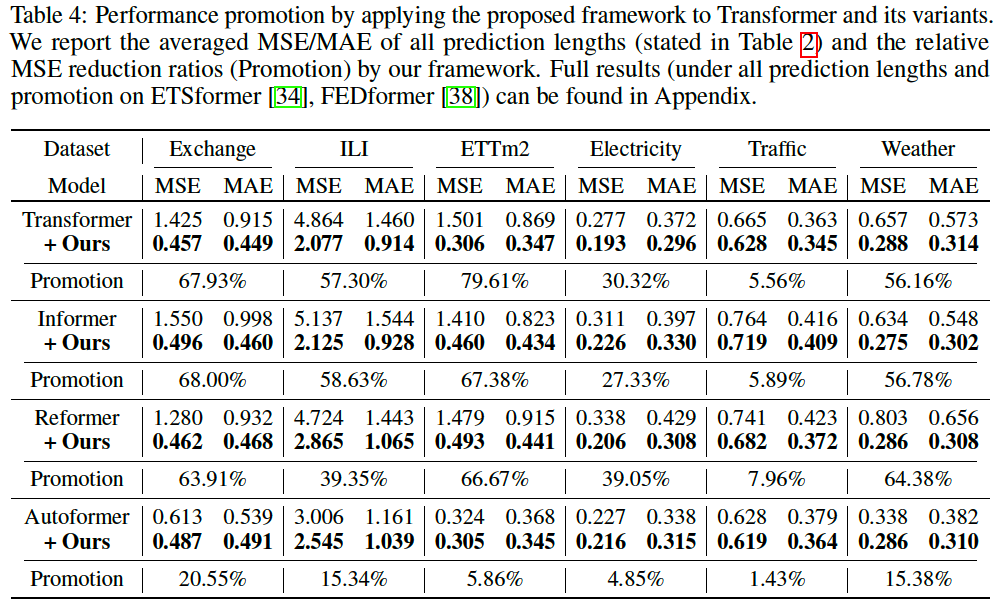 Table 4: Performance promotion by applying the proposed framework to Transformer and its variants.
We report the averaged MSE/MAE of all prediction lengths (stated in Table 2) and the relative
MSE reduction ratios (Promotion) by our framework. Full results (under all prediction lengths and
promotion on ETSformer [34], FEDformer [38]) can be found in Appendix.
Dataset Exchange ILI ETTm2 Electricity Traffic Weather
Model MSE MAE MSE MAE MSE MAE MSE MAE MSE MAE MSE MAE
Transformer 1.425 0.915 4.864 1.460 1.501 0.869 0.277 0.372 0.665 0.363 0.657 0.573
+ Ours 0.457 0.449 2.077 0.914 0.306 0.347 0.193 0.296 0.628 0.345 0.288 0.314
Promotion 67.93% 57.30% 79.61% 30.32% 5.56% 56.16%
Informer 1.550 0.998 5.137 1.544 1.410 0.823 0.311 0.397 0.764 0.416 0.634 0.548
+ Ours 0.496 0.460 2.125 0.928 0.460 0.434 0.226 0.330 0.719 0.409 0.275 0.302
Promotion 68.00% 58.63% 67.38% 27.33% 5.89% 56.78%
Reformer 1.280 0.932 4.724 1.443 1.479 0.915 0.338 0.429 0.741 0.423 0.803 0.656
+ Ours 0.462 0.468 2.865 1.065 0.493 0.441 0.206 0.308 0.682 0.372 0.286 0.308
Promotion 63.91% 39.35% 66.67% 39.05% 7.96% 64.38%
Autoformer 0.613 0.539 3.006 1.161 0.324 0.368 0.227 0.338 0.628 0.379 0.338 0.382
+ Ours 0.487 0.491 2.545 1.039 0.305 0.345 0.216 0.315 0.619 0.364 0.286 0.310
Promotion 20.55% 15.34% 5.86% 4.85% 1.43% 15.38%